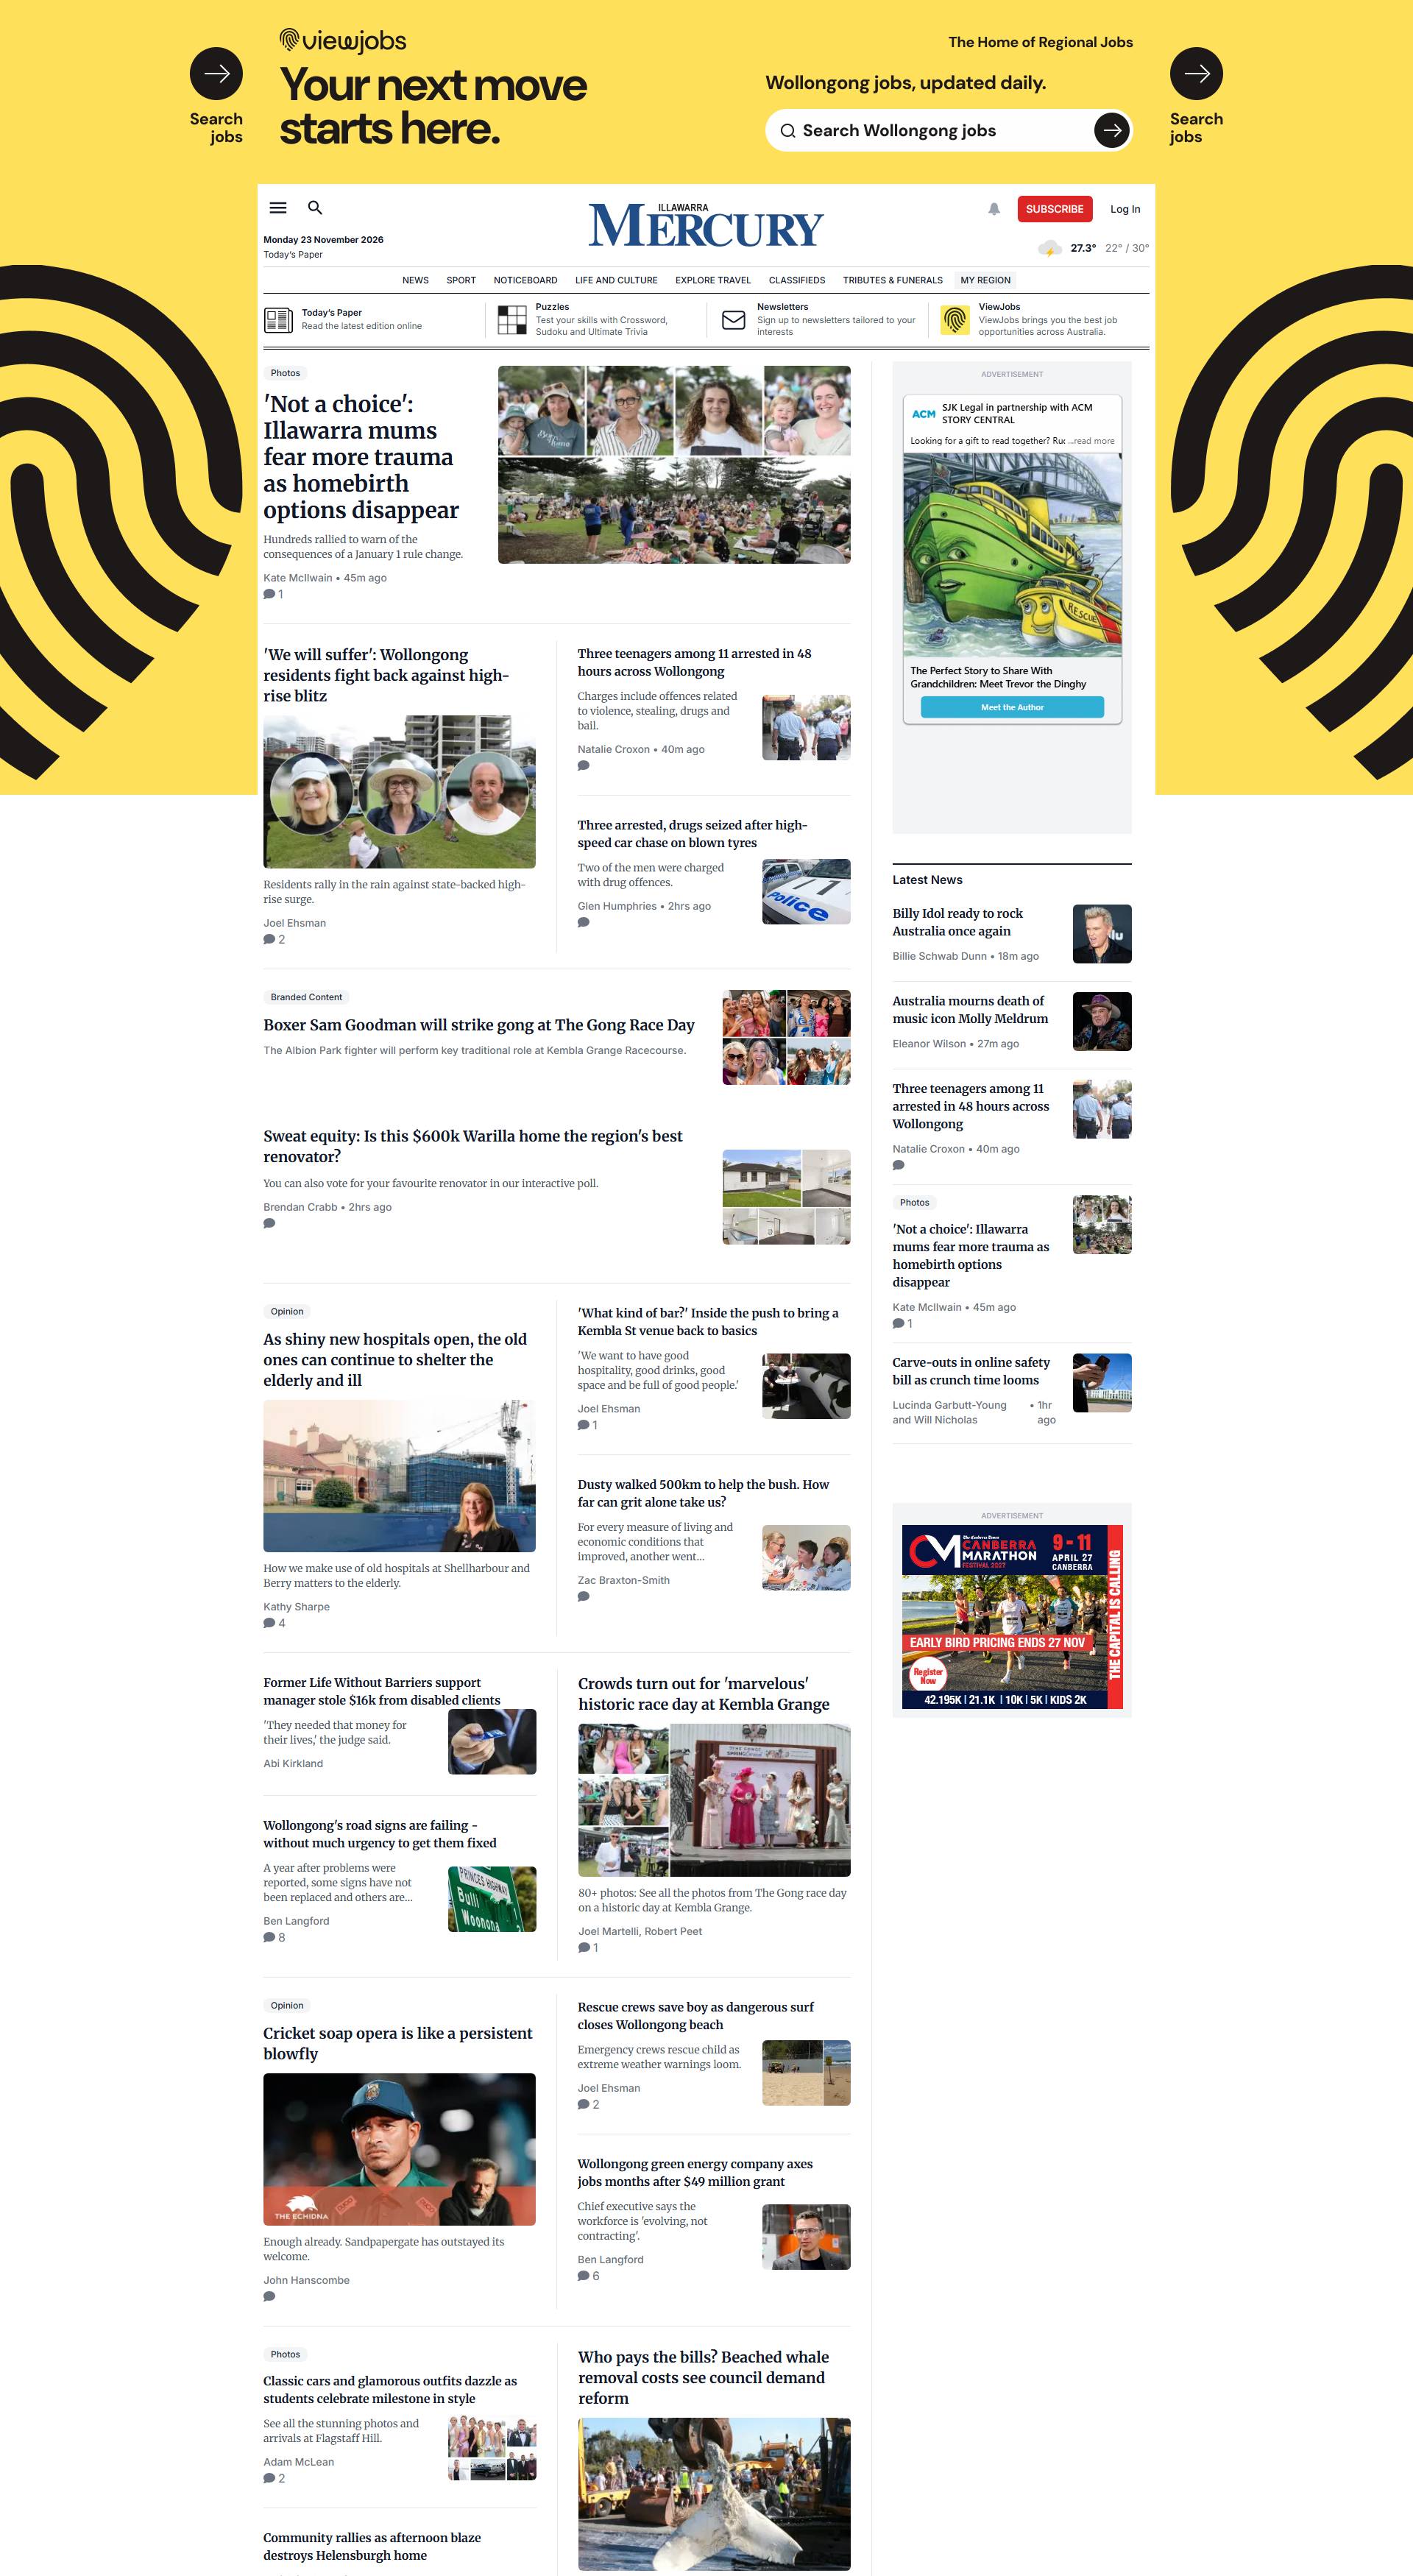 viewjobs
The Home of Regional Jobs
Your next move
starts here.
Wollongong jobs, updated daily.
Search Wollongong jobs
Search
jobs
Search
jobs
ILLAWARRA
MERCURY
SUBSCRIBE
Log In
Monday 23 November 2026
Today's Paper
27.3° 22° / 30°
NEWS SPORT NOTICEBOARD LIFE AND CULTURE EXPLORE TRAVEL CLASSIFIEDS TRIBUTES & FUNERALS MY REGION
Today's Paper
Read the latest edition online
Puzzles
Test your skills with Crossword,
Sudoku and Ultimate Trivia
Newsletters
Sign up to newsletters tailored to your
interests
ViewJobs
ViewJobs brings you the best job
opportunities across Australia.
Photos
'Not a choice':
Illawarra mums
fear more trauma
as homebirth
options disappear
Hundreds rallied to warn of the
consequences of a January 1 rule change.
Kate McIlwain • 45m ago
1
'We will suffer': Wollongong
residents fight back against high-
rise blitz
Residents rally in the rain against state-backed high-
rise surge.
Joel Ehsman
2
Three teenagers among 11 arrested in 48
hours across Wollongong
Charges include offences related
to violence, stealing, drugs and
bail.
Natalie Croxon • 40m ago
Three arrested, drugs seized after high-
speed car chase on blown tyres
Two of the men were charged
with drug offences.
Glen Humphries • 2hrs ago
Police
Branded Content
Boxer Sam Goodman will strike gong at The Gong Race Day
The Albion Park fighter will perform key traditional role at Kembla Grange Racecourse.
Sweat equity: Is this $600k Warilla home the region's best
renovator?
You can also vote for your favourite renovator in our interactive poll.
Brendan Crabb • 2hrs ago
Opinion
As shiny new hospitals open, the old
ones can continue to shelter the
elderly and ill
How we make use of old hospitals at Shellharbour and
Berry matters to the elderly.
Kathy Sharpe
4
'What kind of bar?' Inside the push to bring a
Kembla St venue back to basics
'We want to have good
hospitality, good drinks, good
space and be full of good people.'
Joel Ehsman
1
Dusty walked 500km to help the bush. How
far can grit alone take us?
For every measure of living and
economic conditions that
improved, another went...
Zac Braxton-Smith
Former Life Without Barriers support
manager stole $16k from disabled clients
'They needed that money for
their lives,' the judge said.
Abi Kirkland
Wollongong's road signs are failing -
without much urgency to get them fixed
A year after problems were
reported, some signs have not
been replaced and others are...
Ben Langford
8
PRINCES HIGHWAY
Bulli
Woonona
Crowds turn out for 'marvelous'
historic race day at Kembla Grange
80+ photos: See all the photos from The Gong race day
on a historic day at Kembla Grange.
Joel Martelli, Robert Peet
1
Opinion
Cricket soap opera is like a persistent
blowfly
THE ECHIDNA
Enough already. Sandpapergate has outstayed its
welcome.
John Hanscombe
Rescue crews save boy as dangerous surf
closes Wollongong beach
Emergency crews rescue child as
extreme weather warnings loom.
Joel Ehsman
2
Wollongong green energy company axes
jobs months after $49 million grant
Chief executive says the
workforce is 'evolving, not
contracting'.
Ben Langford
6
Photos
Classic cars and glamorous outfits dazzle as
students celebrate milestone in style
See all the stunning photos and
arrivals at Flagstaff Hill.
Adam McLean
2
Community rallies as afternoon blaze
destroys Helensburgh home
Who pays the bills? Beached whale
removal costs see council demand
reform
ADVERTISEMENT
ACM
SJK Legal in partnership with ACM
STORY CENTRAL
Looking for a gift to read together? Ru ...read more
RESCUE
The Perfect Story to Share With
Grandchildren: Meet Trevor the Dinghy
Meet the Author
Latest News
Billy Idol ready to rock
Australia once again
Billie Schwab Dunn • 18m ago
Australia mourns death of
music icon Molly Meldrum
Eleanor Wilson • 27m ago
Three teenagers among 11
arrested in 48 hours across
Wollongong
Natalie Croxon • 40m ago
Photos
'Not a choice': Illawarra
mums fear more trauma as
homebirth options
disappear
Kate McIlwain • 45m ago
1
Carve-outs in online safety
bill as crunch time looms
Lucinda Garbutt-Young
and Will Nicholas
• 1hr
ago
ADVERTISEMENT
The Canberra Times
CANBERRA
MARATHON
FESTIVAL 2027
9 - 11
APRIL 27
CANBERRA
THE CAPITAL IS CALLING
EARLY BIRD PRICING ENDS 27 NOV
Register
Now
42.195K | 21.1K | 10K | 5K | KIDS 2K